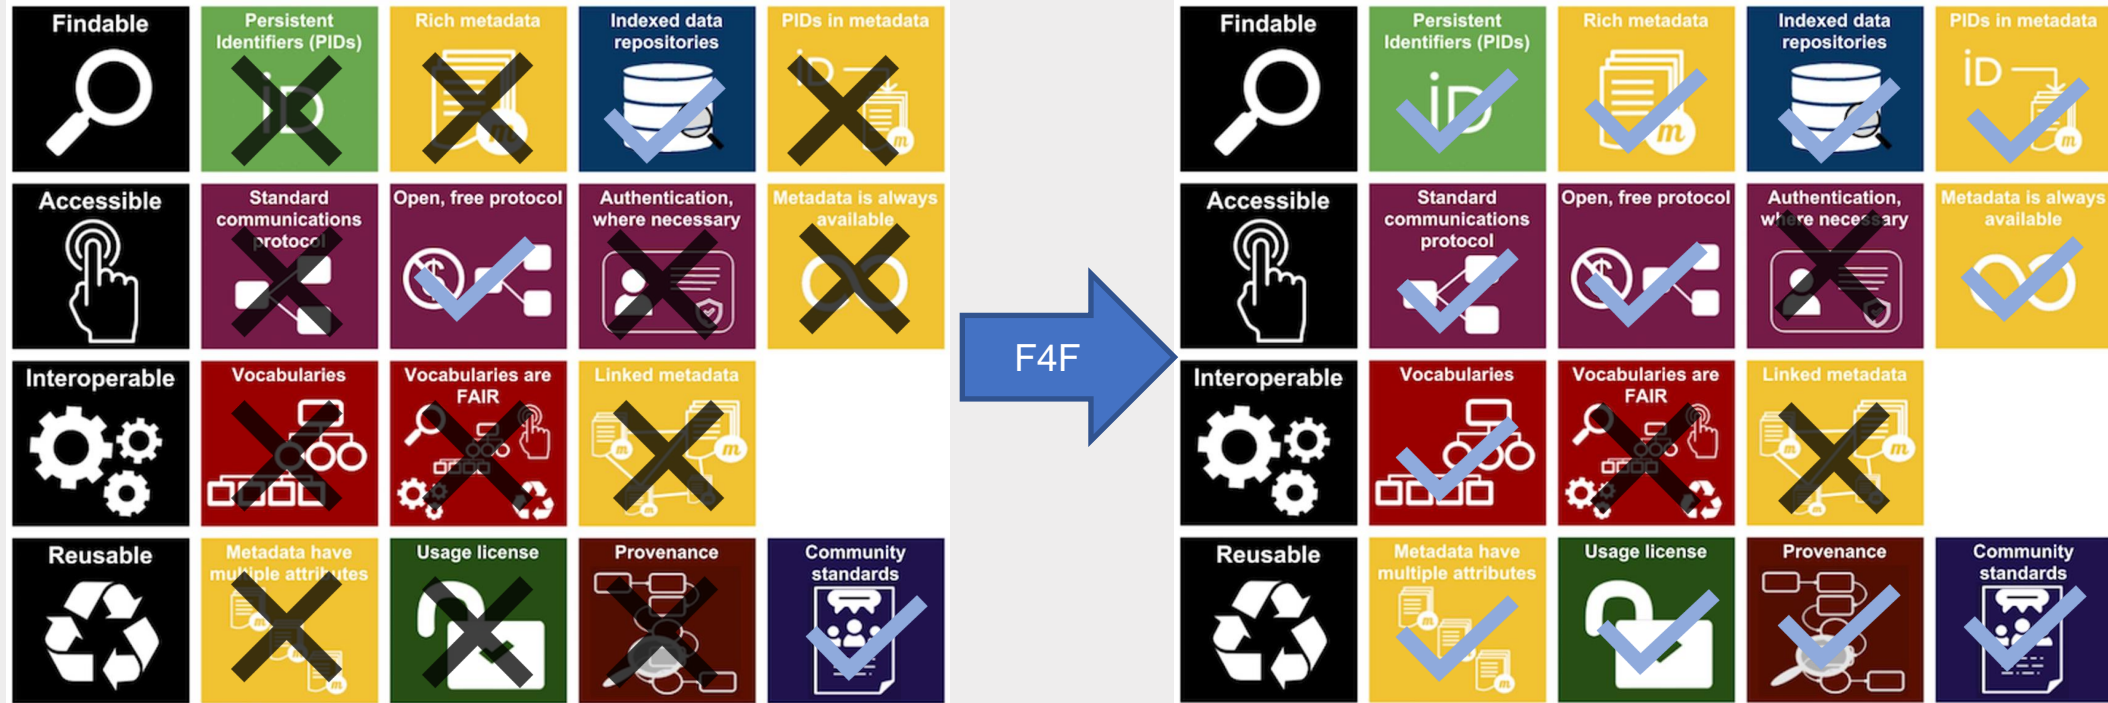 Findable
Persistent
Identifiers (PIDs)
iD
Rich metadata
m
Indexed data
repositories
PIDs in metadata
iD
m
Accessible
Standard
communications
protocol
Open, free protocol
$
Authentication,
where necessary
Metadata is always
available
Interoperable
Vocabularies
Vocabularies are
FAIR
Linked metadata
m
m
m
Reusable
Metadata have
multiple attributes
m
m
Usage license
Provenance
Community
standards
F4F
Findable
Persistent
Identifiers (PIDs)
iD
Rich metadata
m
Indexed data
repositories
PIDs in metadata
iD
m
Accessible
Standard
communications
protocol
Open, free protocol
$
Authentication,
where necessary
Metadata is always
available
Interoperable
Vocabularies
Vocabularies are
FAIR
Linked metadata
m
m
m
Reusable
Metadata have
multiple attributes
m
m
Usage license
Provenance
Community
standards